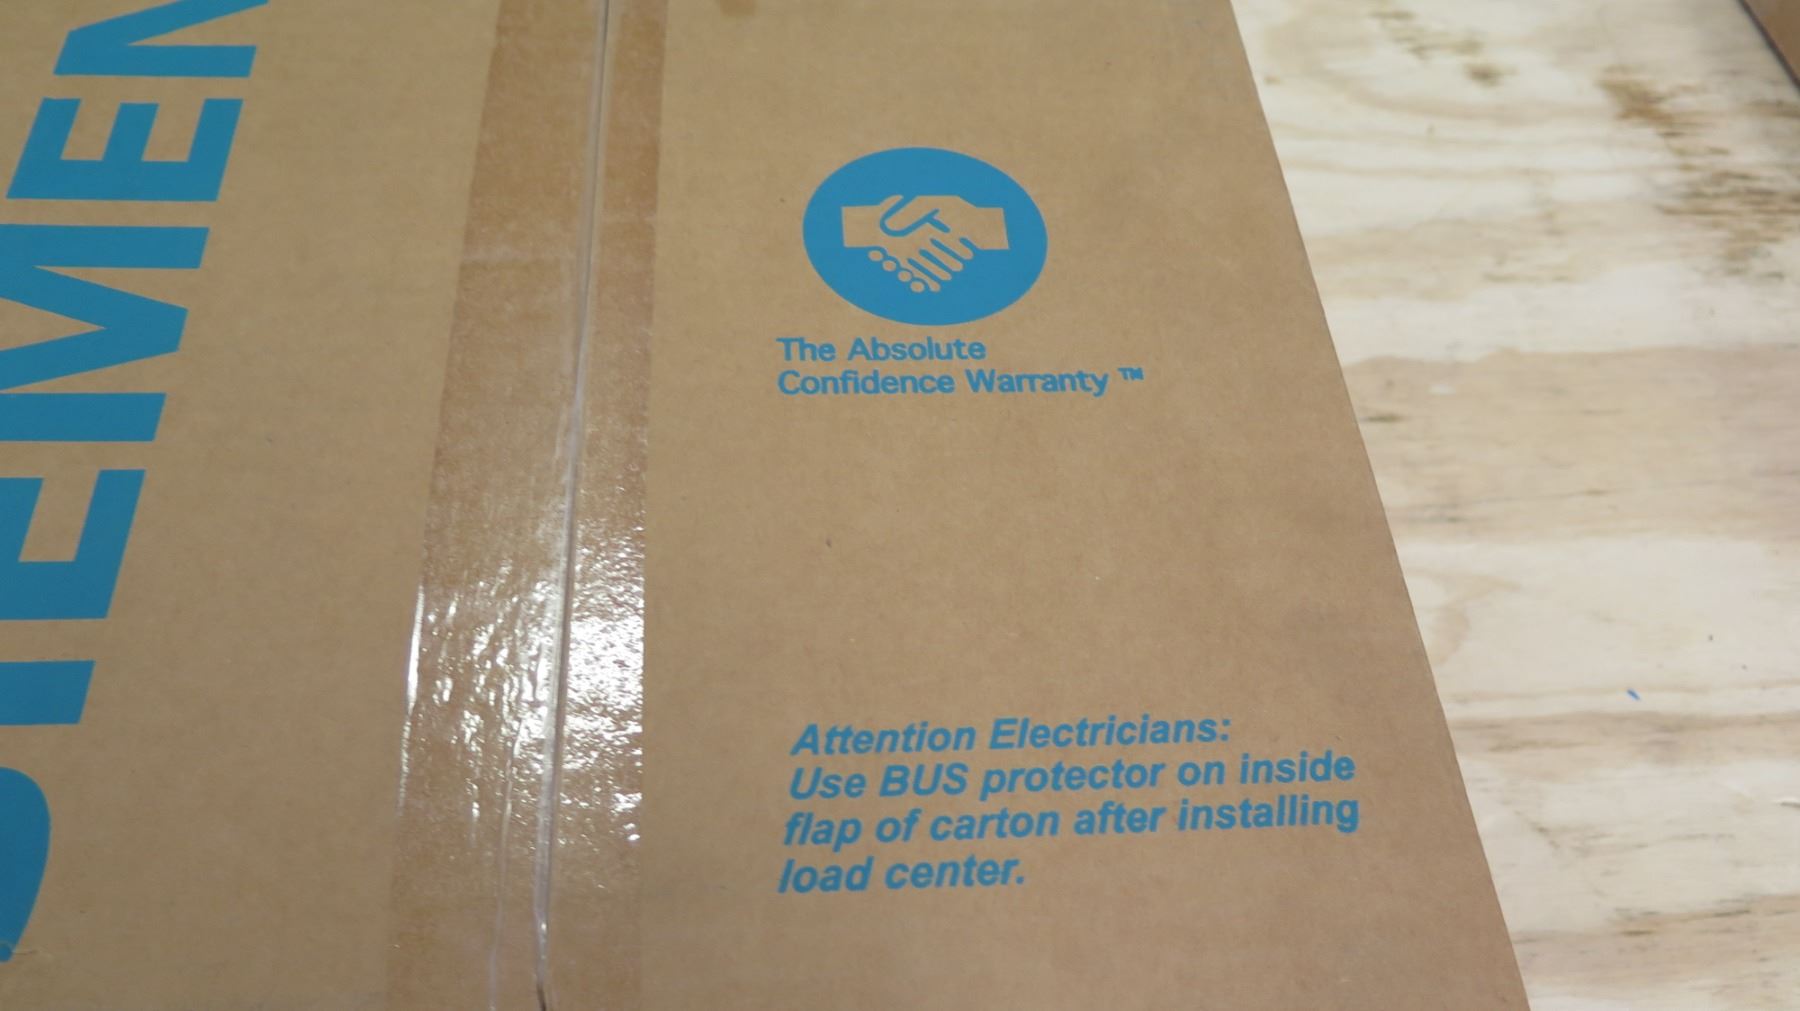 SIEMEN
The Absolute
Confidence Warranty ™
Attention Electricians:
Use BUS protector on inside
flap of carton after installing
load center.